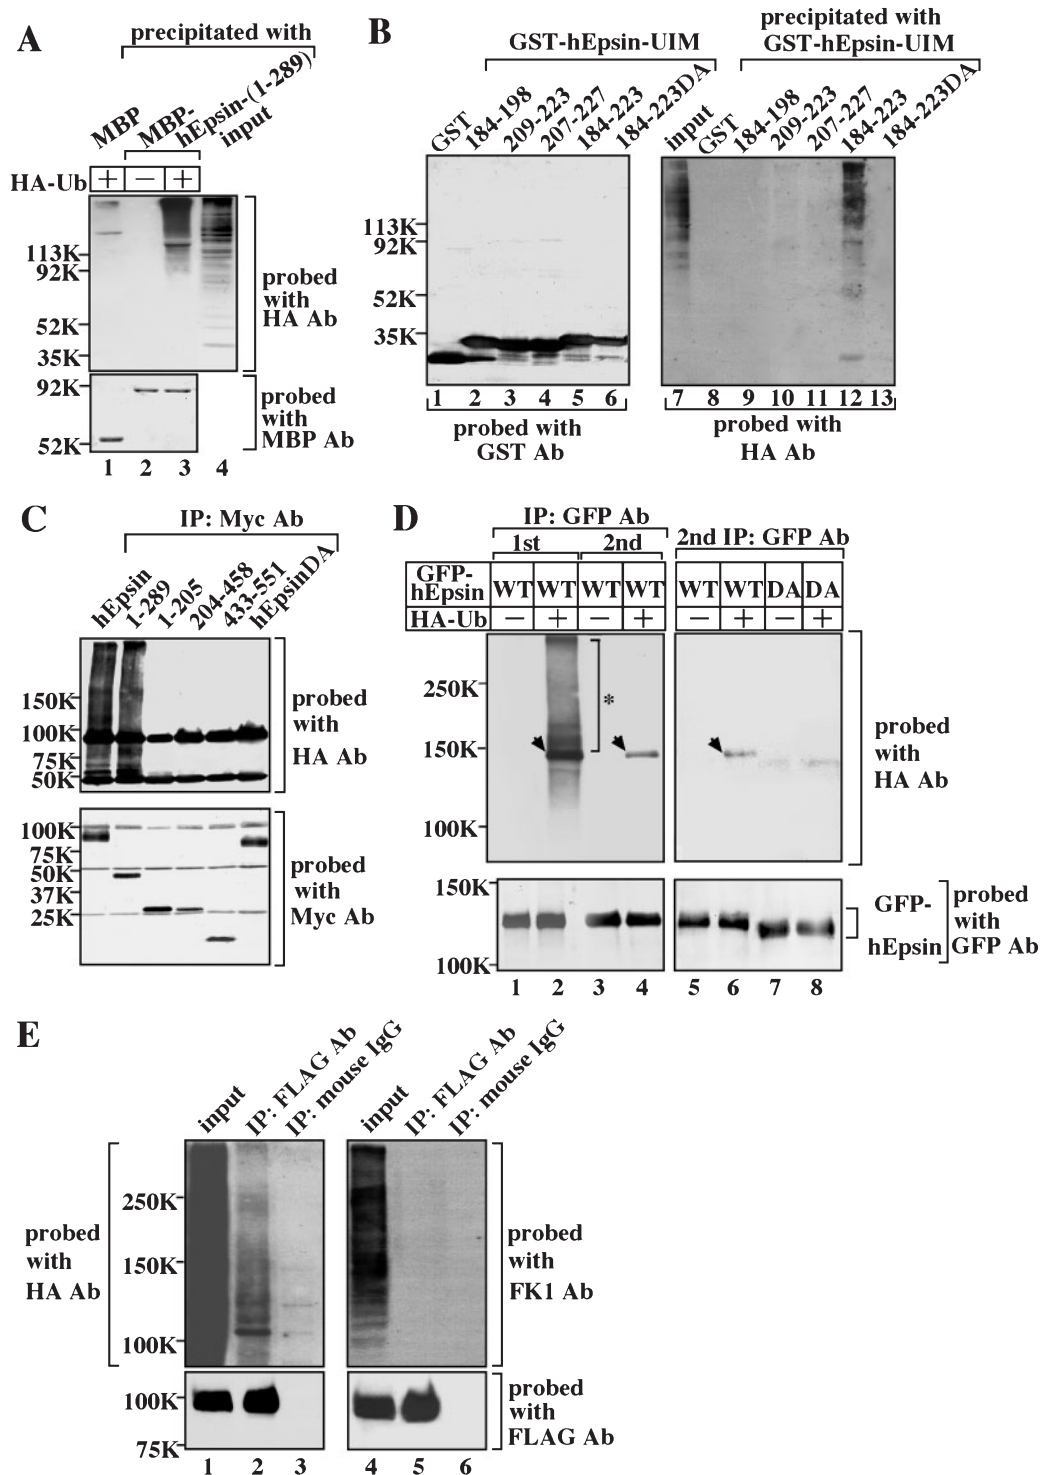 A
precipitated with
MBP
MBP-
hEpsin-(1-289)
input
HA-Ub + − +
113K
92K
52K
35K
probed
with
HA Ab
92K
52K
probed
with
MBP Ab
1 2 3 4
B
GST-hEpsin-UIM
GST
184-198
209-223
207-227
184-223
184-223DA
113K
92K
52K
35K
1 2 3 4 5 6
probed with
GST Ab
precipitated with
GST-hEpsin-UIM
input
GST
184-198
209-223
207-227
184-223
184-223DA
7 8 9 10 11 12 13
probed with
HA Ab
C
IP: Myc Ab
hEpsin
1-289
1-205
204-458
433-551
hEpsinDA
150K
100K
75K
50K
probed
with
HA Ab
100K
75K
50K
37K
25K
probed
with
Myc Ab
D
IP: GFP Ab
1st 2nd
2nd IP: GFP Ab
GFP-
hEpsin WT WT WT WT WT WT DA DA
HA-Ub − + − + − + − +
250K
150K
100K
*
probed
with
HA Ab
150K
100K
GFP-
hEpsin
probed
with
GFP Ab
1 2 3 4 5 6 7 8
E
input
IP: FLAG Ab
IP: mouse IgG
input
IP: FLAG Ab
IP: mouse IgG
probed
with
HA Ab
250K
150K
100K
probed
with
FK1 Ab
100K
75K
probed
with
FLAG Ab
1 2 3 4 5 6